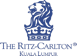 THE RITZ-CARLTON®
KUALA LUMPUR